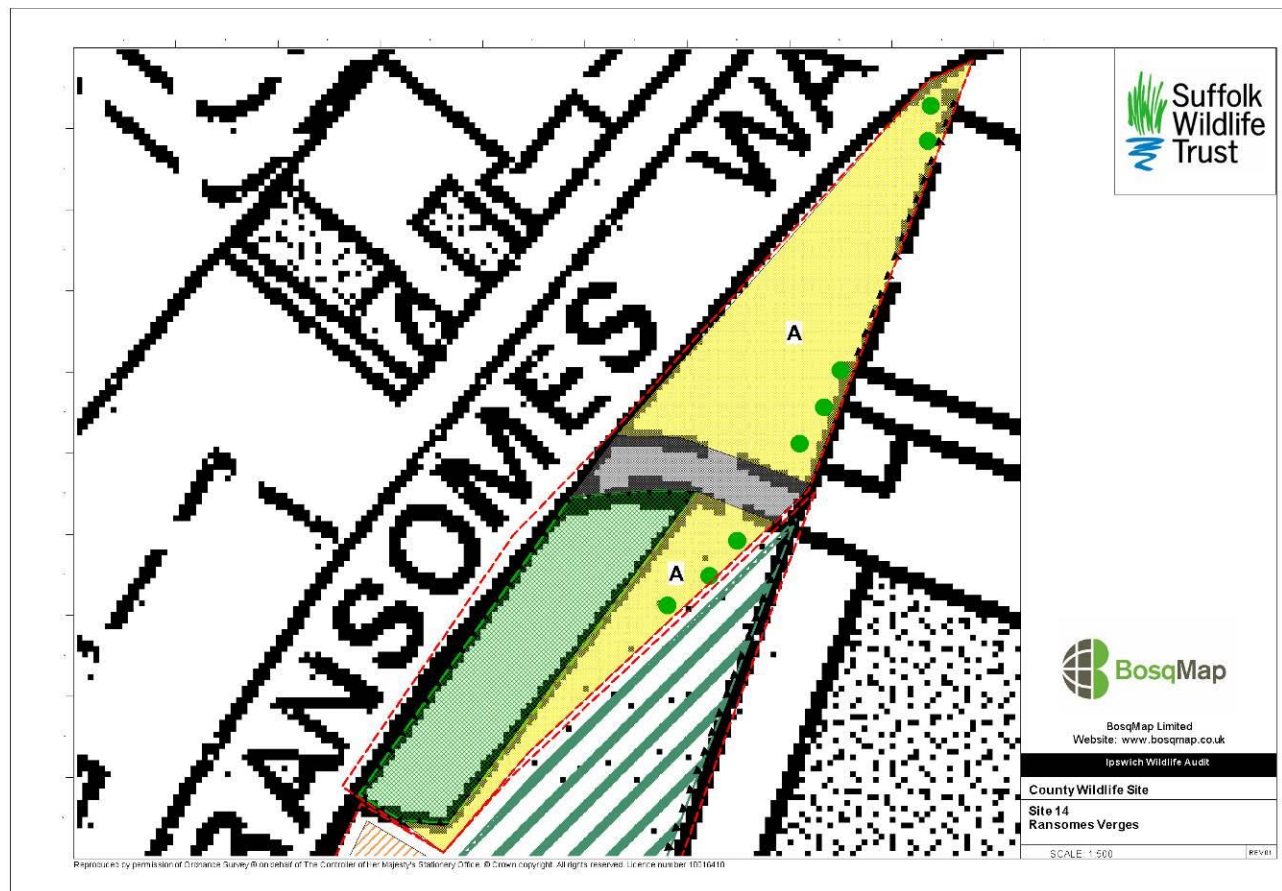 RANSOMES WA
A
A
Suffolk
Wildlife
Trust
BosqMap
BosqMap Limited
Website: www.bosqmap.co.uk
Ipswich Wildlife Audit
County Wildlife Site
Site 14
Ransomes Verges
SCALE: 1:500 REV01
Reproduced by permission of Ordnance Survey ® on behalf of The Controller of Her Majesty's Stationery Office. © Crown copyright. All rights reserved. Licence number 10016410